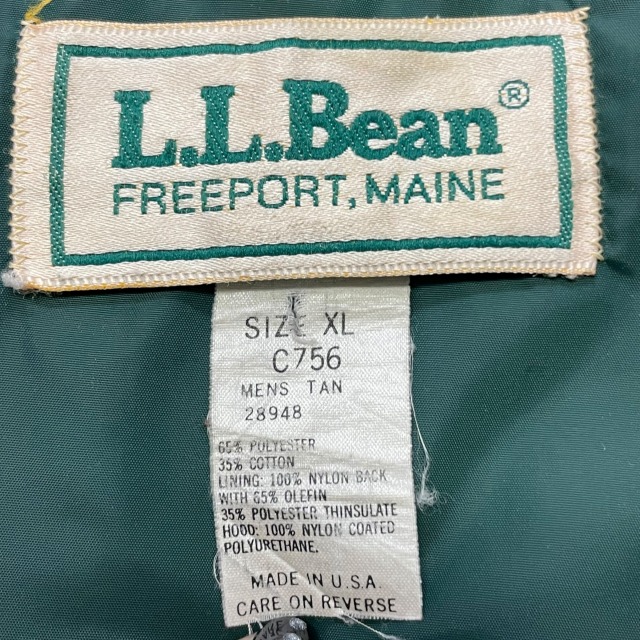 L.L.Bean®
FREEPORT, MAINE
SIZE XL
C756
MENS TAN
28948
65% POLYESTER
35% COTTON
LINING: 100% NYLON BACK
WITH 65% OLEFIN
35% POLYESTER THINSULATE
HOOD: 100% NYLON COATED
POLYURETHANE.
MADE IN U.S.A.
CARE ON REVERSE